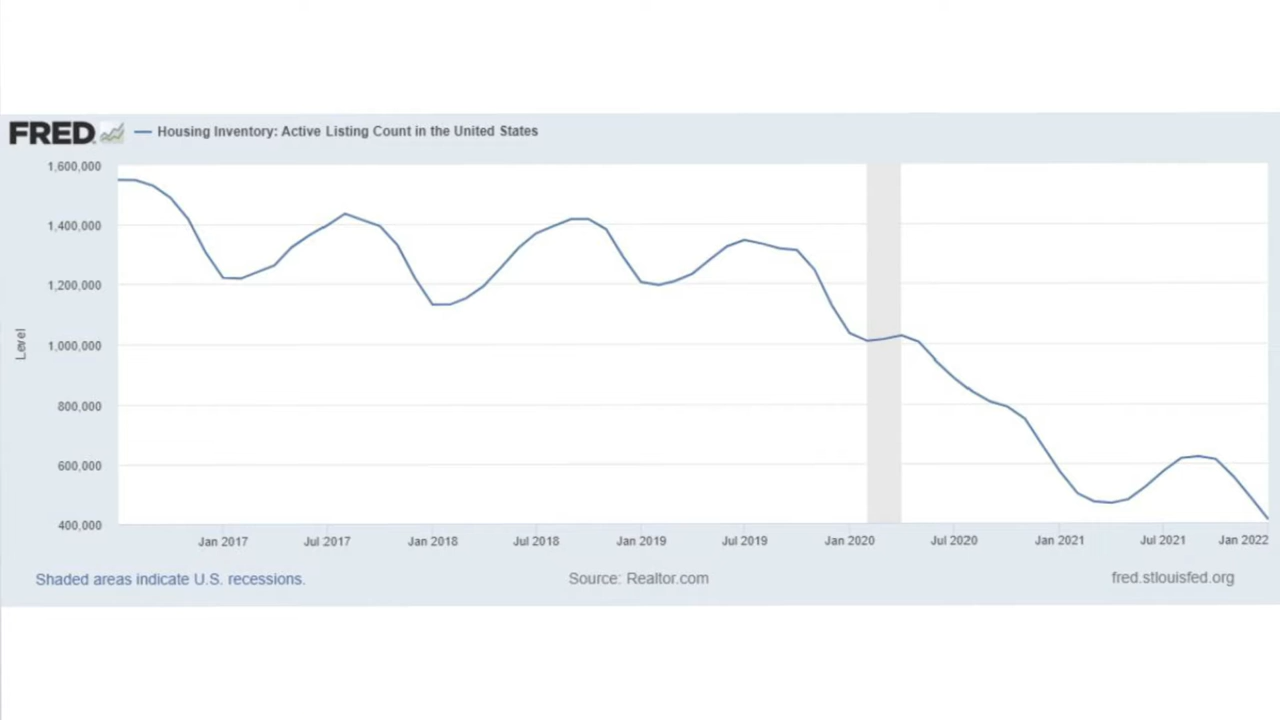 FRED
Housing Inventory: Active Listing Count in the United States
1,600,000
1,400,000
1,200,000
1,000,000
800,000
600,000
400,000
Level
Jan 2017 Jul 2017 Jan 2018 Jul 2018 Jan 2019 Jul 2019 Jan 2020 Jul 2020 Jan 2021 Jul 2021 Jan 2022
Shaded areas indicate U.S. recessions. Source: Realtor.com fred.stlouisfed.org